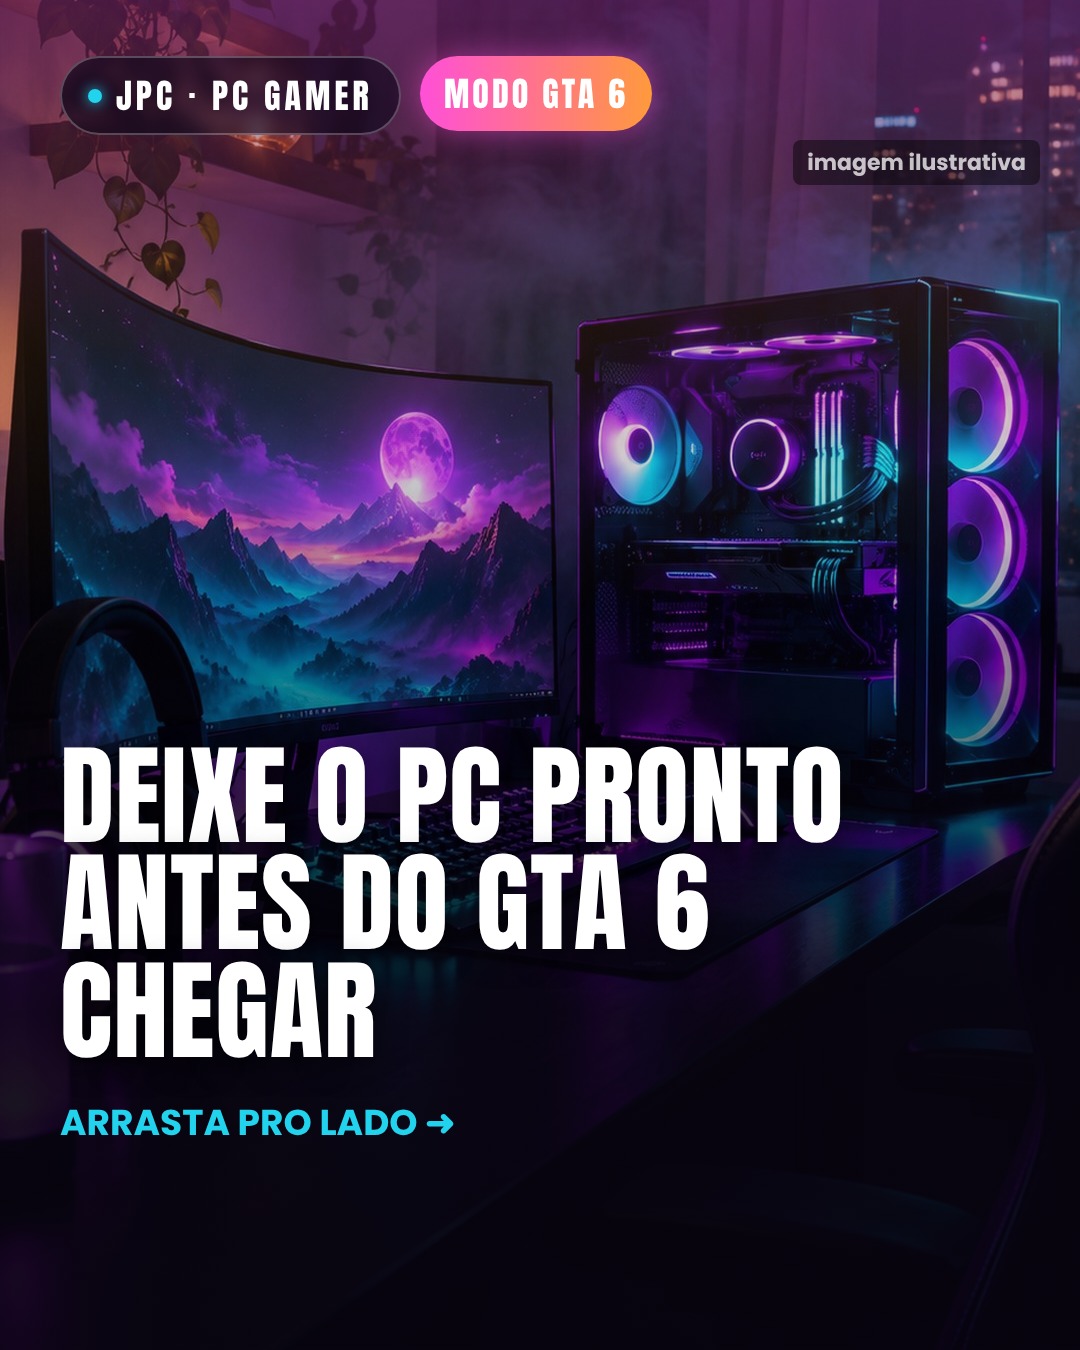 JPC · PC GAMER
MODO GTA 6
imagem ilustrativa
DEIXE O PC PRONTO
ANTES DO GTA 6
CHEGAR
ARRASTA PRO LADO →